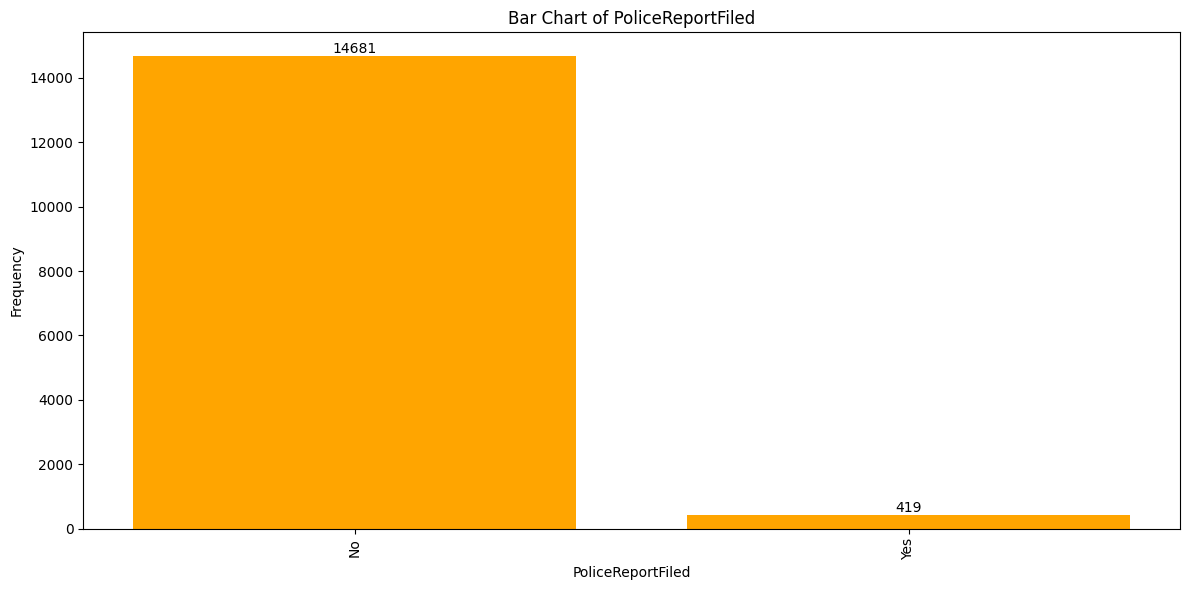 Bar Chart of PoliceReportFiled
14681
14000
12000
10000
8000
6000
4000
2000
0
419
Frequency
No
Yes
PoliceReportFiled